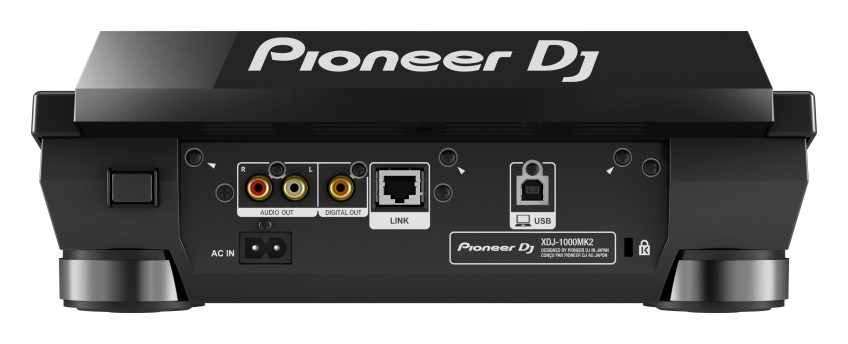 Pioneer Dj
R L
AUDIO OUT
DIGITAL OUT
LINK
USB
AC IN
Pioneer Dj
XDJ-1000MK2
DESIGNED BY PIONEER DJ IN JAPAN
CONÇU PAR PIONEER DJ AU JAPON
K